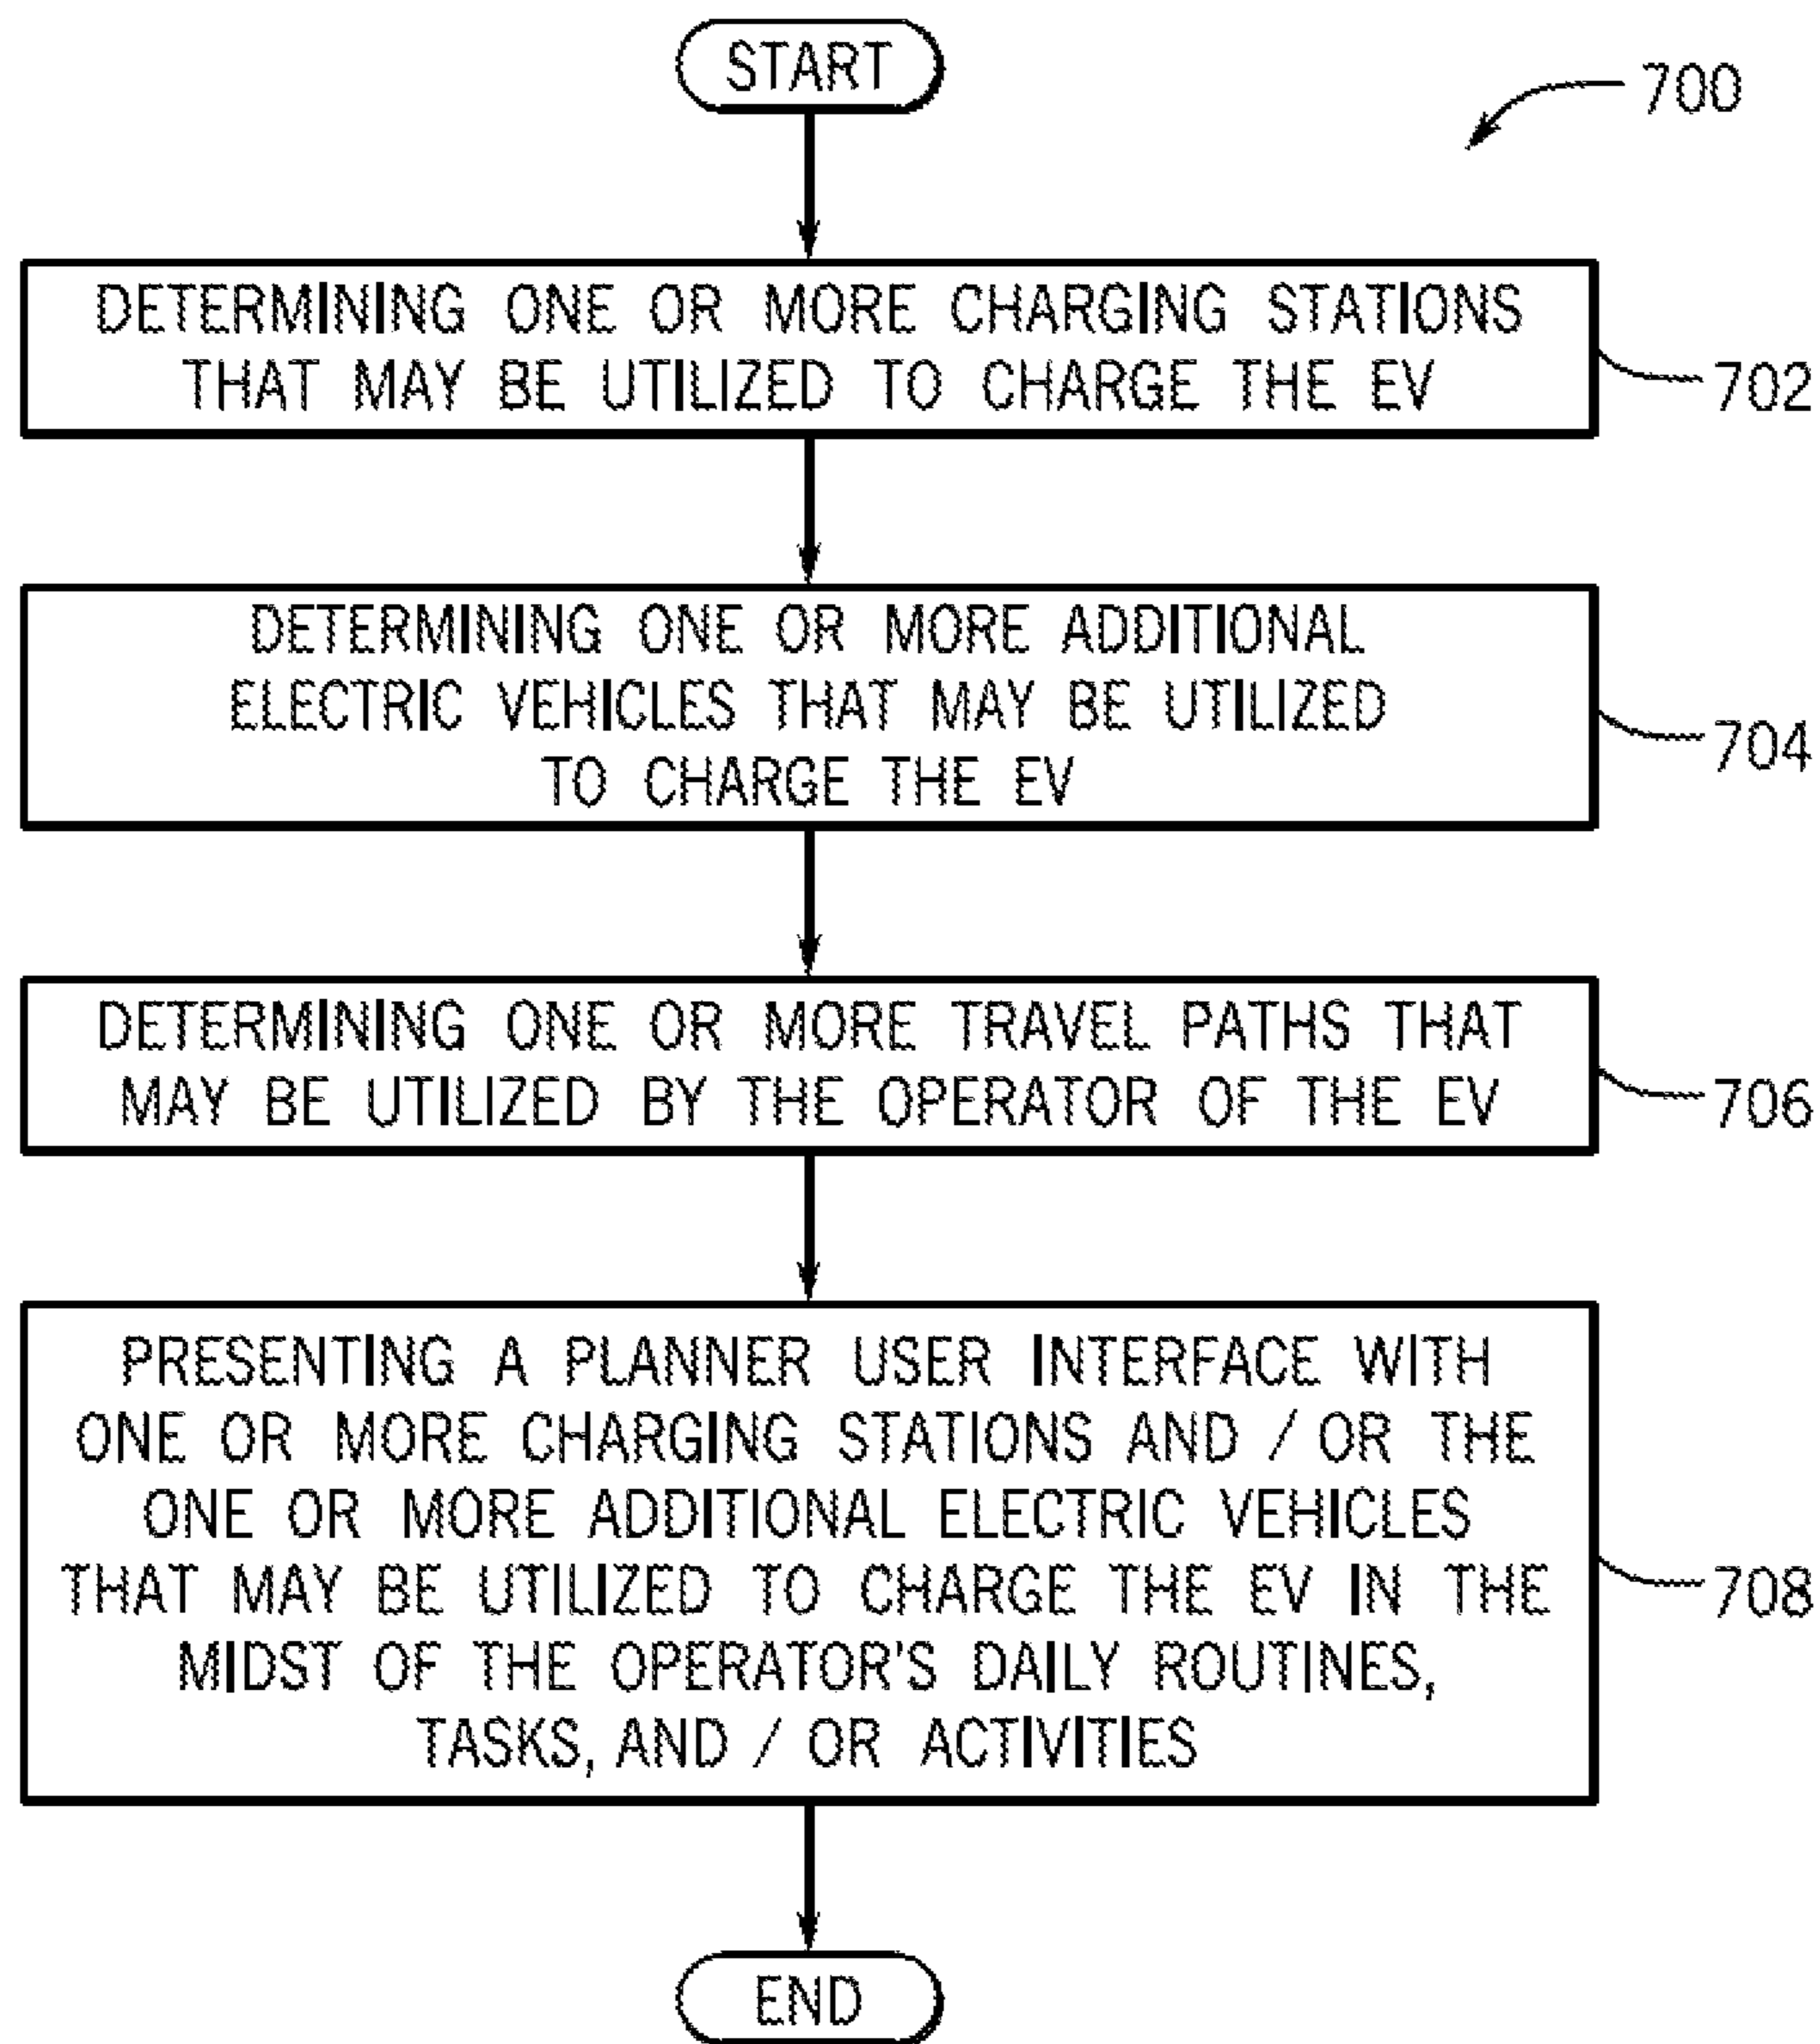 START
700
DETERMINING ONE OR MORE CHARGING STATIONS
THAT MAY BE UTILIZED TO CHARGE THE EV
702
DETERMINING ONE OR MORE ADDITIONAL
ELECTRIC VEHICLES THAT MAY BE UTILIZED
TO CHARGE THE EV
704
DETERMINING ONE OR MORE TRAVEL PATHS THAT
MAY BE UTILIZED BY THE OPERATOR OF THE EV
706
PRESENTING A PLANNER USER INTERFACE WITH
ONE OR MORE CHARGING STATIONS AND / OR THE
ONE OR MORE ADDITIONAL ELECTRIC VEHICLES
THAT MAY BE UTILIZED TO CHARGE THE EV IN THE
MIDST OF THE OPERATOR'S DAILY ROUTINES,
TASKS, AND / OR ACTIVITIES
708
END